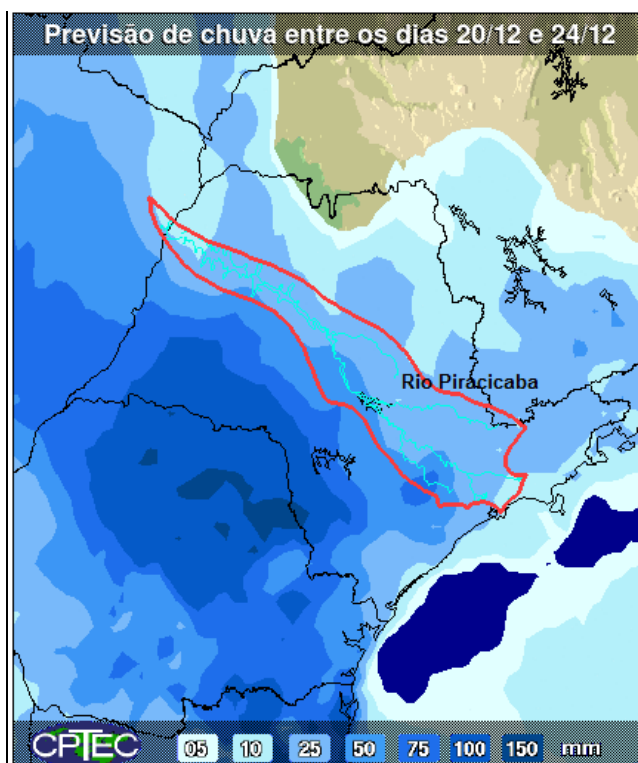 Previsão de chuva entre os dias 20/12 e 24/12
Rio Piracicaba
CPTEC 05 10 25 50 75 100 150 mm